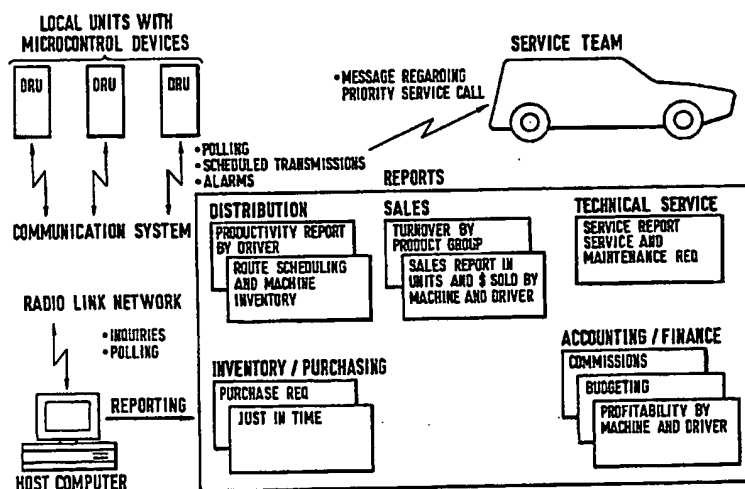 LOCAL UNITS WITH
MICROCONTROL DEVICES
DRU
DRU
DRU
SERVICE TEAM
•MESSAGE REGARDING
PRIORITY SERVICE CALL
•POLLING
•SCHEDULED TRANSMISSIONS
•ALARMS
COMMUNICATION SYSTEM
RADIO LINK NETWORK
•INQUIRIES
•POLLING
REPORTING
HOST COMPUTER
REPORTS
DISTRIBUTION
PRODUCTIVITY REPORT
BY DRIVER
ROUTE SCHEDULING
AND MACHINE
INVENTORY
SALES
TURNOVER BY
PRODUCT GROUP
SALES REPORT IN
UNITS AND $ SOLD BY
MACHINE AND DRIVER
TECHNICAL SERVICE
SERVICE REPORT
SERVICE AND
MAINTENANCE REQ
INVENTORY / PURCHASING
PURCHASE REQ
JUST IN TIME
ACCOUNTING / FINANCE
COMMISSIONS
BUDGETING
PROFITABILITY BY
MACHINE AND DRIVER